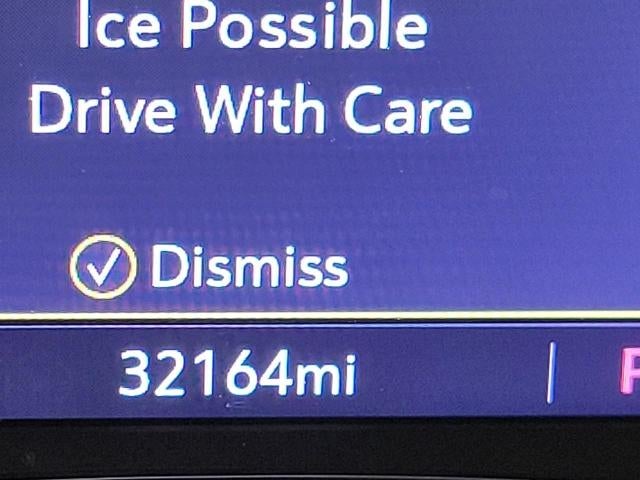 Ice Possible
Drive With Care
Dismiss
32164mi